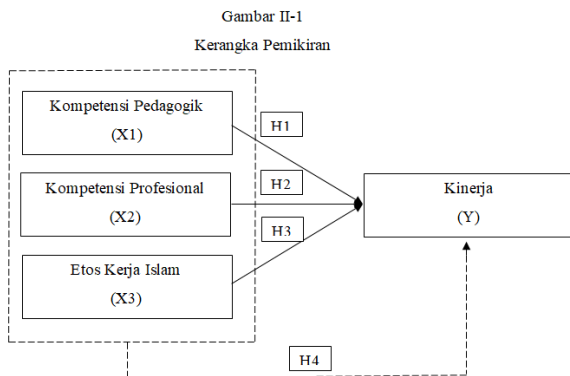 Gambar II-1
Kerangka Pemikiran
Kompetensi Pedagogik
(X1)
H1
Kompetensi Profesional
(X2)
H2
Kinerja
(Y)
H3
Etos Kerja Islam
(X3)
H4